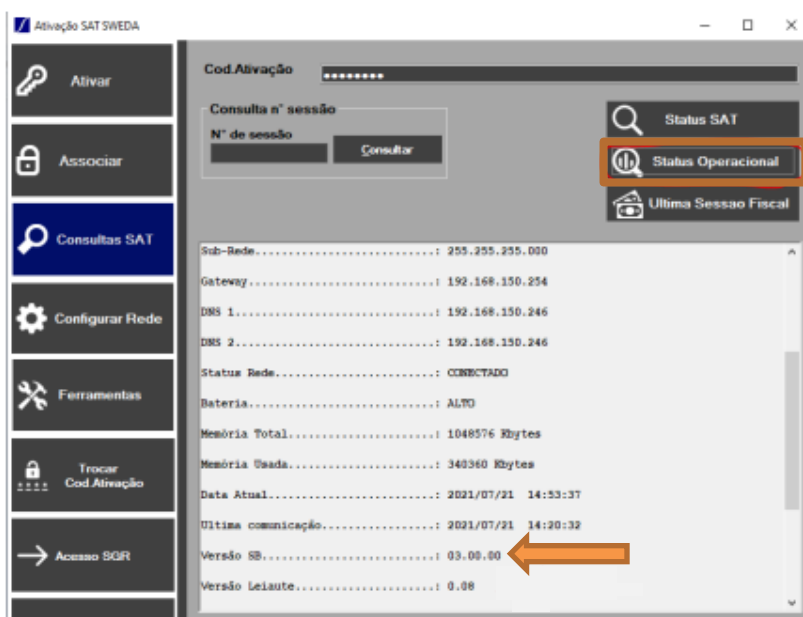 Ativação SAT SWEDA
Ativar
Associar
Consultas SAT
Configurar Rede
Ferramentas
Trocar
Cod.Ativação
Acesso SGR
Cod.Ativação ********
Consulta n° sessão
N° de sessão
Consultar
Status SAT
Status Operacional
Ultima Sessao Fiscal
Sub-Rede...........................: 255.255.255.000
Gateway............................: 192.168.150.254
DNS 1..............................: 192.168.150.246
DNS 2..............................: 192.168.150.246
Status Rede........................: CONECTADO
Bateria............................: ALTO
Memória Total......................: 1048576 Kbytes
Memória Usada......................: 340360 Kbytes
Data Atual.........................: 2021/07/21 14:53:37
Ultima comunicação.................: 2021/07/21 14:20:32
Versão SB..........................: 03.00.00
Versão Leiaute.....................: 0.08